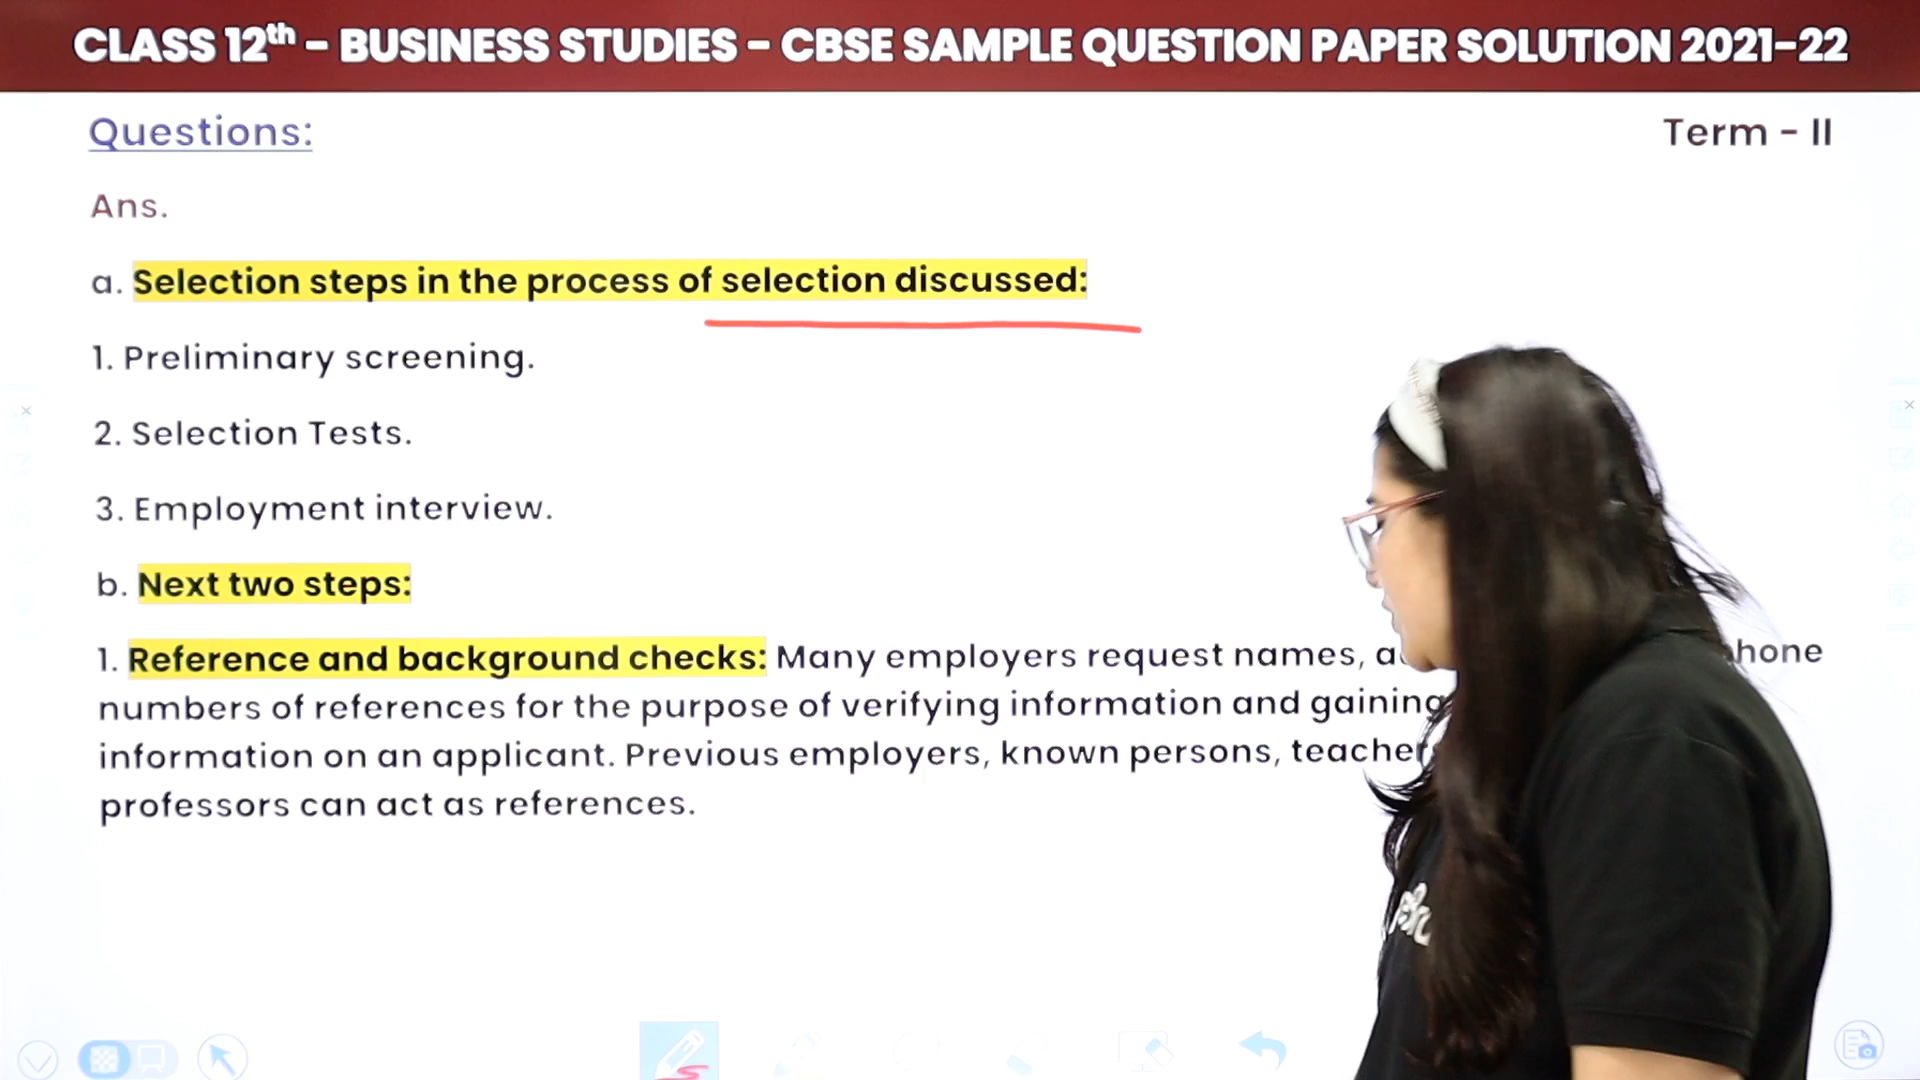 CLASS 12th – BUSINESS STUDIES – CBSE SAMPLE QUESTION PAPER SOLUTION 2021-22
Questions:
Term - II
Ans.
a. Selection steps in the process of selection discussed:
1. Preliminary screening.
2. Selection Tests.
3. Employment interview.
b. Next two steps:
1. Reference and background checks: Many employers request names,
numbers of references for the purpose of verifying information and gaining
information on an applicant. Previous employers, known persons,
professors can act as references.